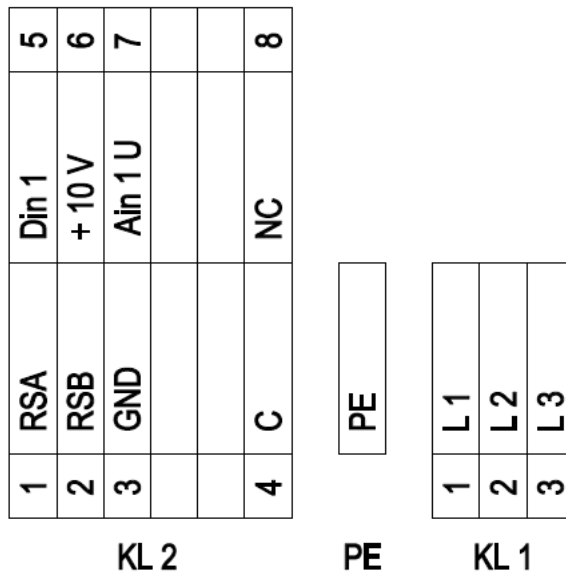 5 6 7 8
Din 1 + 10 V Ain 1 U NC
RSA RSB GND C PE L 1 L 2 L 3
1 2 3 4 1 2 3
KL 2 PE KL 1